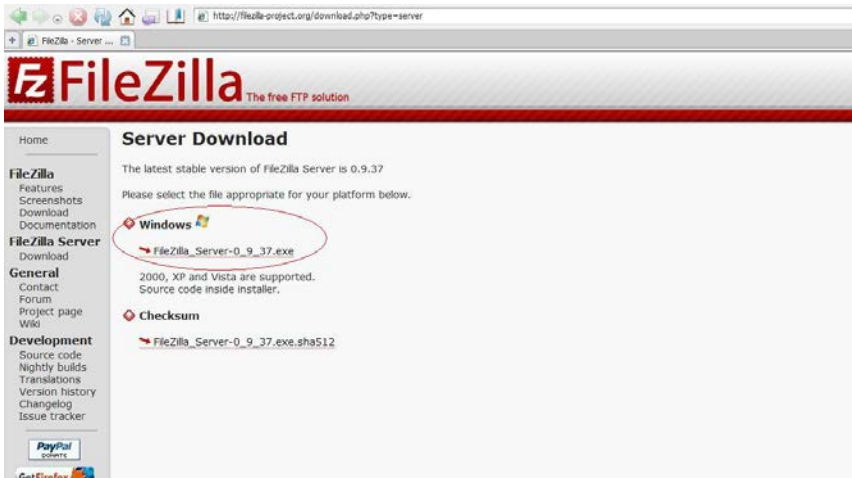 http://filezilla-project.org/download.php?type=server
FileZilla - Server ...
FileZilla The free FTP solution
Home
FileZilla
Features
Screenshots
Download
Documentation
FileZilla Server
Download
General
Contact
Forum
Project page
Wiki
Development
Source code
Nightly builds
Translations
Version history
Changelog
Issue tracker
PayPal
DONATE
Get Firefox
Server Download
The latest stable version of FileZilla Server is 0.9.37
Please select the file appropriate for your platform below.
Windows
FileZilla_Server-0_9_37.exe
2000, XP and Vista are supported.
Source code inside installer.
Checksum
FileZilla_Server-0_9_37.exe.sha512